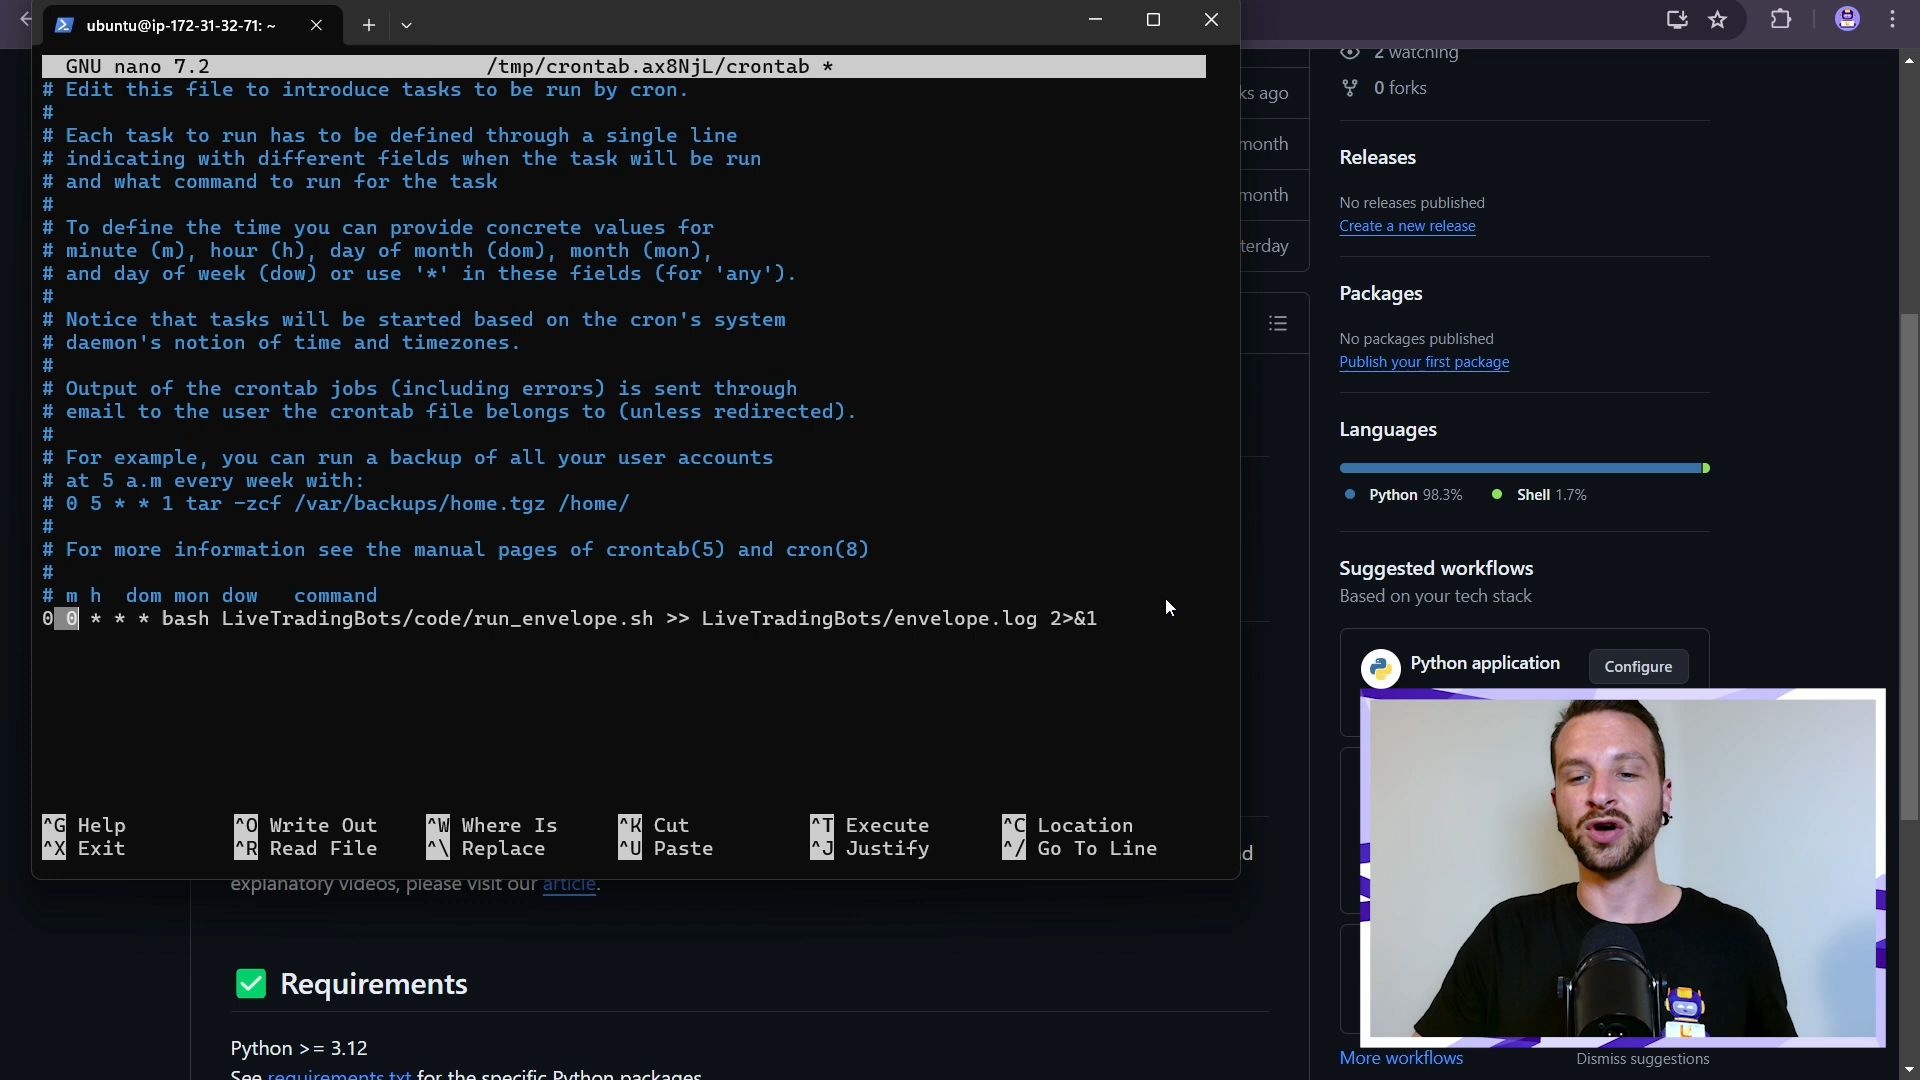 ubuntu@ip-172-31-32-71: ~
GNU nano 7.2 /tmp/crontab.ax8NjL/crontab *
# Edit this file to introduce tasks to be run by cron.
#
# Each task to run has to be defined through a single line
# indicating with different fields when the task will be run
# and what command to run for the task
#
# To define the time you can provide concrete values for
# minute (m), hour (h), day of month (dom), month (mon),
# and day of week (dow) or use '*' in these fields (for 'any').
#
# Notice that tasks will be started based on the cron's system
# daemon's notion of time and timezones.
#
# Output of the crontab jobs (including errors) is sent through
# email to the user the crontab file belongs to (unless redirected).
#
# For example, you can run a backup of all your user accounts
# at 5 a.m every week with:
# 0 5 * * 1 tar -zcf /var/backups/home.tgz /home/
#
# For more information see the manual pages of crontab(5) and cron(8)
#
# m h  dom mon dow   command
0 0 * * * bash LiveTradingBots/code/run_envelope.sh >> LiveTradingBots/envelope.log 2>&1
^G Help ^O Write Out ^W Where Is ^K Cut ^T Execute ^C Location
^X Exit ^R Read File ^\ Replace ^U Paste ^J Justify ^/ Go To Line
ks ago
month
month
terday
d
explanatory videos, please visit our article.
Requirements
Python >= 3.12
See requirements.txt for the specific Python packages
2 watching
0 forks
Releases
No releases published
Create a new release
Packages
No packages published
Publish your first package
Languages
Python 98.3% Shell 1.7%
Suggested workflows
Based on your tech stack
Python application Configure
More workflows Dismiss suggestions